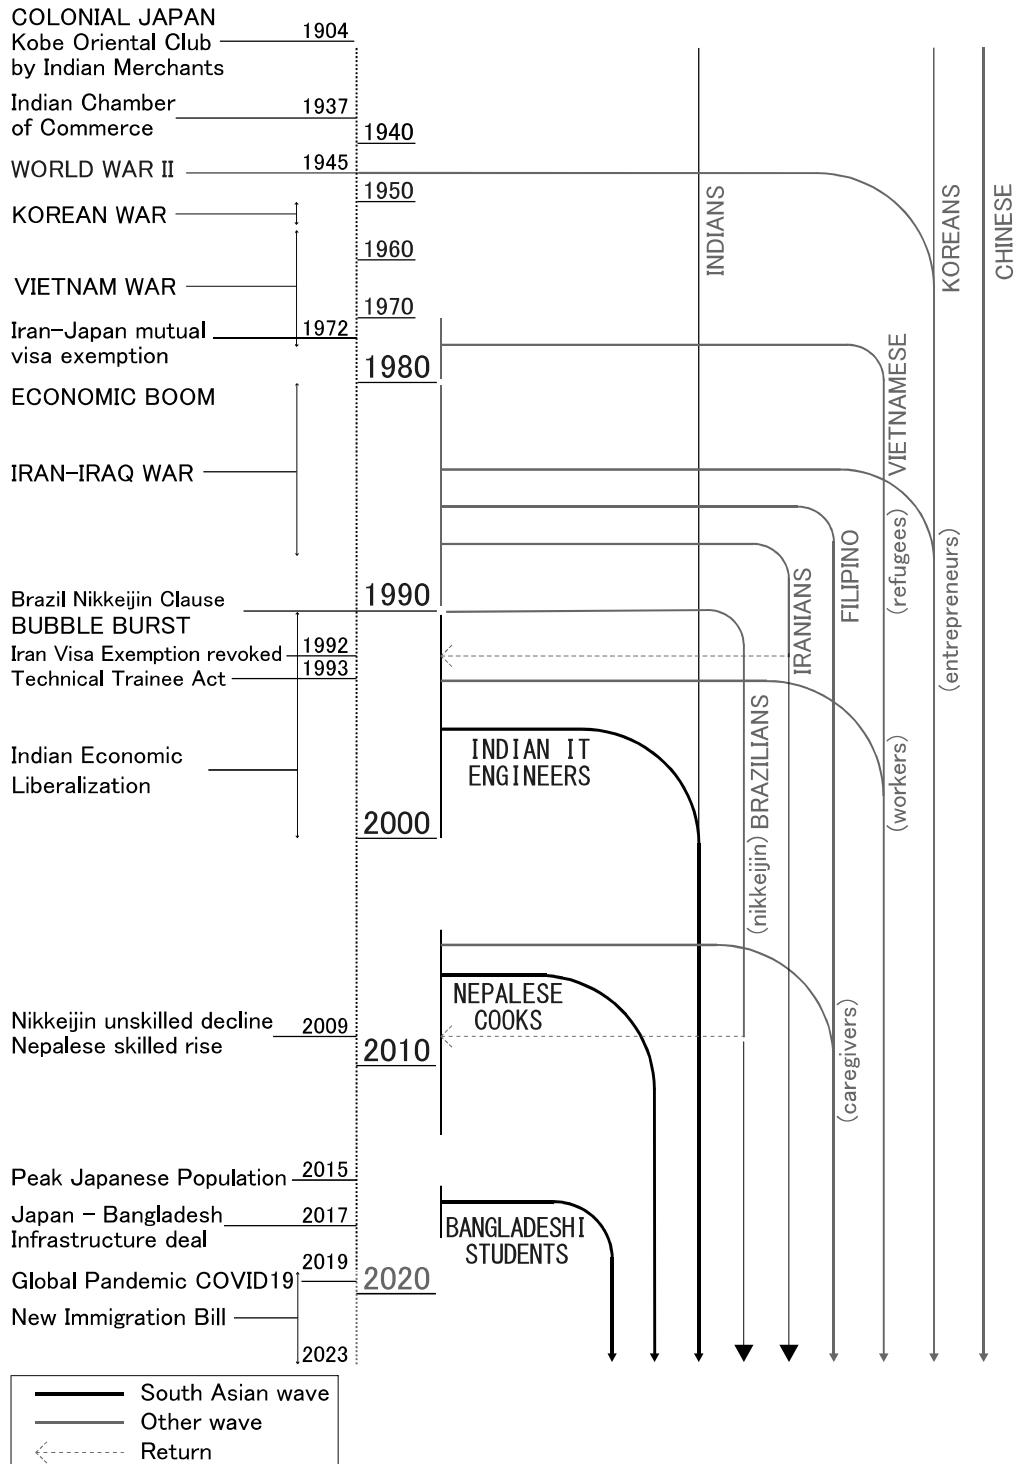 COLONIAL JAPAN
Kobe Oriental Club
by Indian Merchants
1904
Indian Chamber
of Commerce
1937
1940
WORLD WAR II
1945
1950
KOREAN WAR
1960
VIETNAM WAR
1970
Iran-Japan mutual
visa exemption
1972
1980
ECONOMIC BOOM
IRAN-IRAQ WAR
1990
Brazil Nikkeijin Clause
BUBBLE BURST
Iran Visa Exemption revoked
1992
Technical Trainee Act
1993
Indian Economic
Liberalization
2000
Nikkeijin unskilled decline
Nepalese skilled rise
2009
2010
Peak Japanese Population
2015
Japan - Bangladesh
Infrastructure deal
2017
Global Pandemic COVID19
2019
2020
New Immigration Bill
2023
INDIANS
KOREANS
CHINESE
VIETNAMESE
(refugees)
(entrepreneurs)
FILIPINO
IRANIANS
(nikkeijin) BRAZILIANS
(workers)
(caregivers)
INDIAN IT
ENGINEERS
NEPALESE
COOKS
BANGLADESHI
STUDENTS
South Asian wave
Other wave
Return